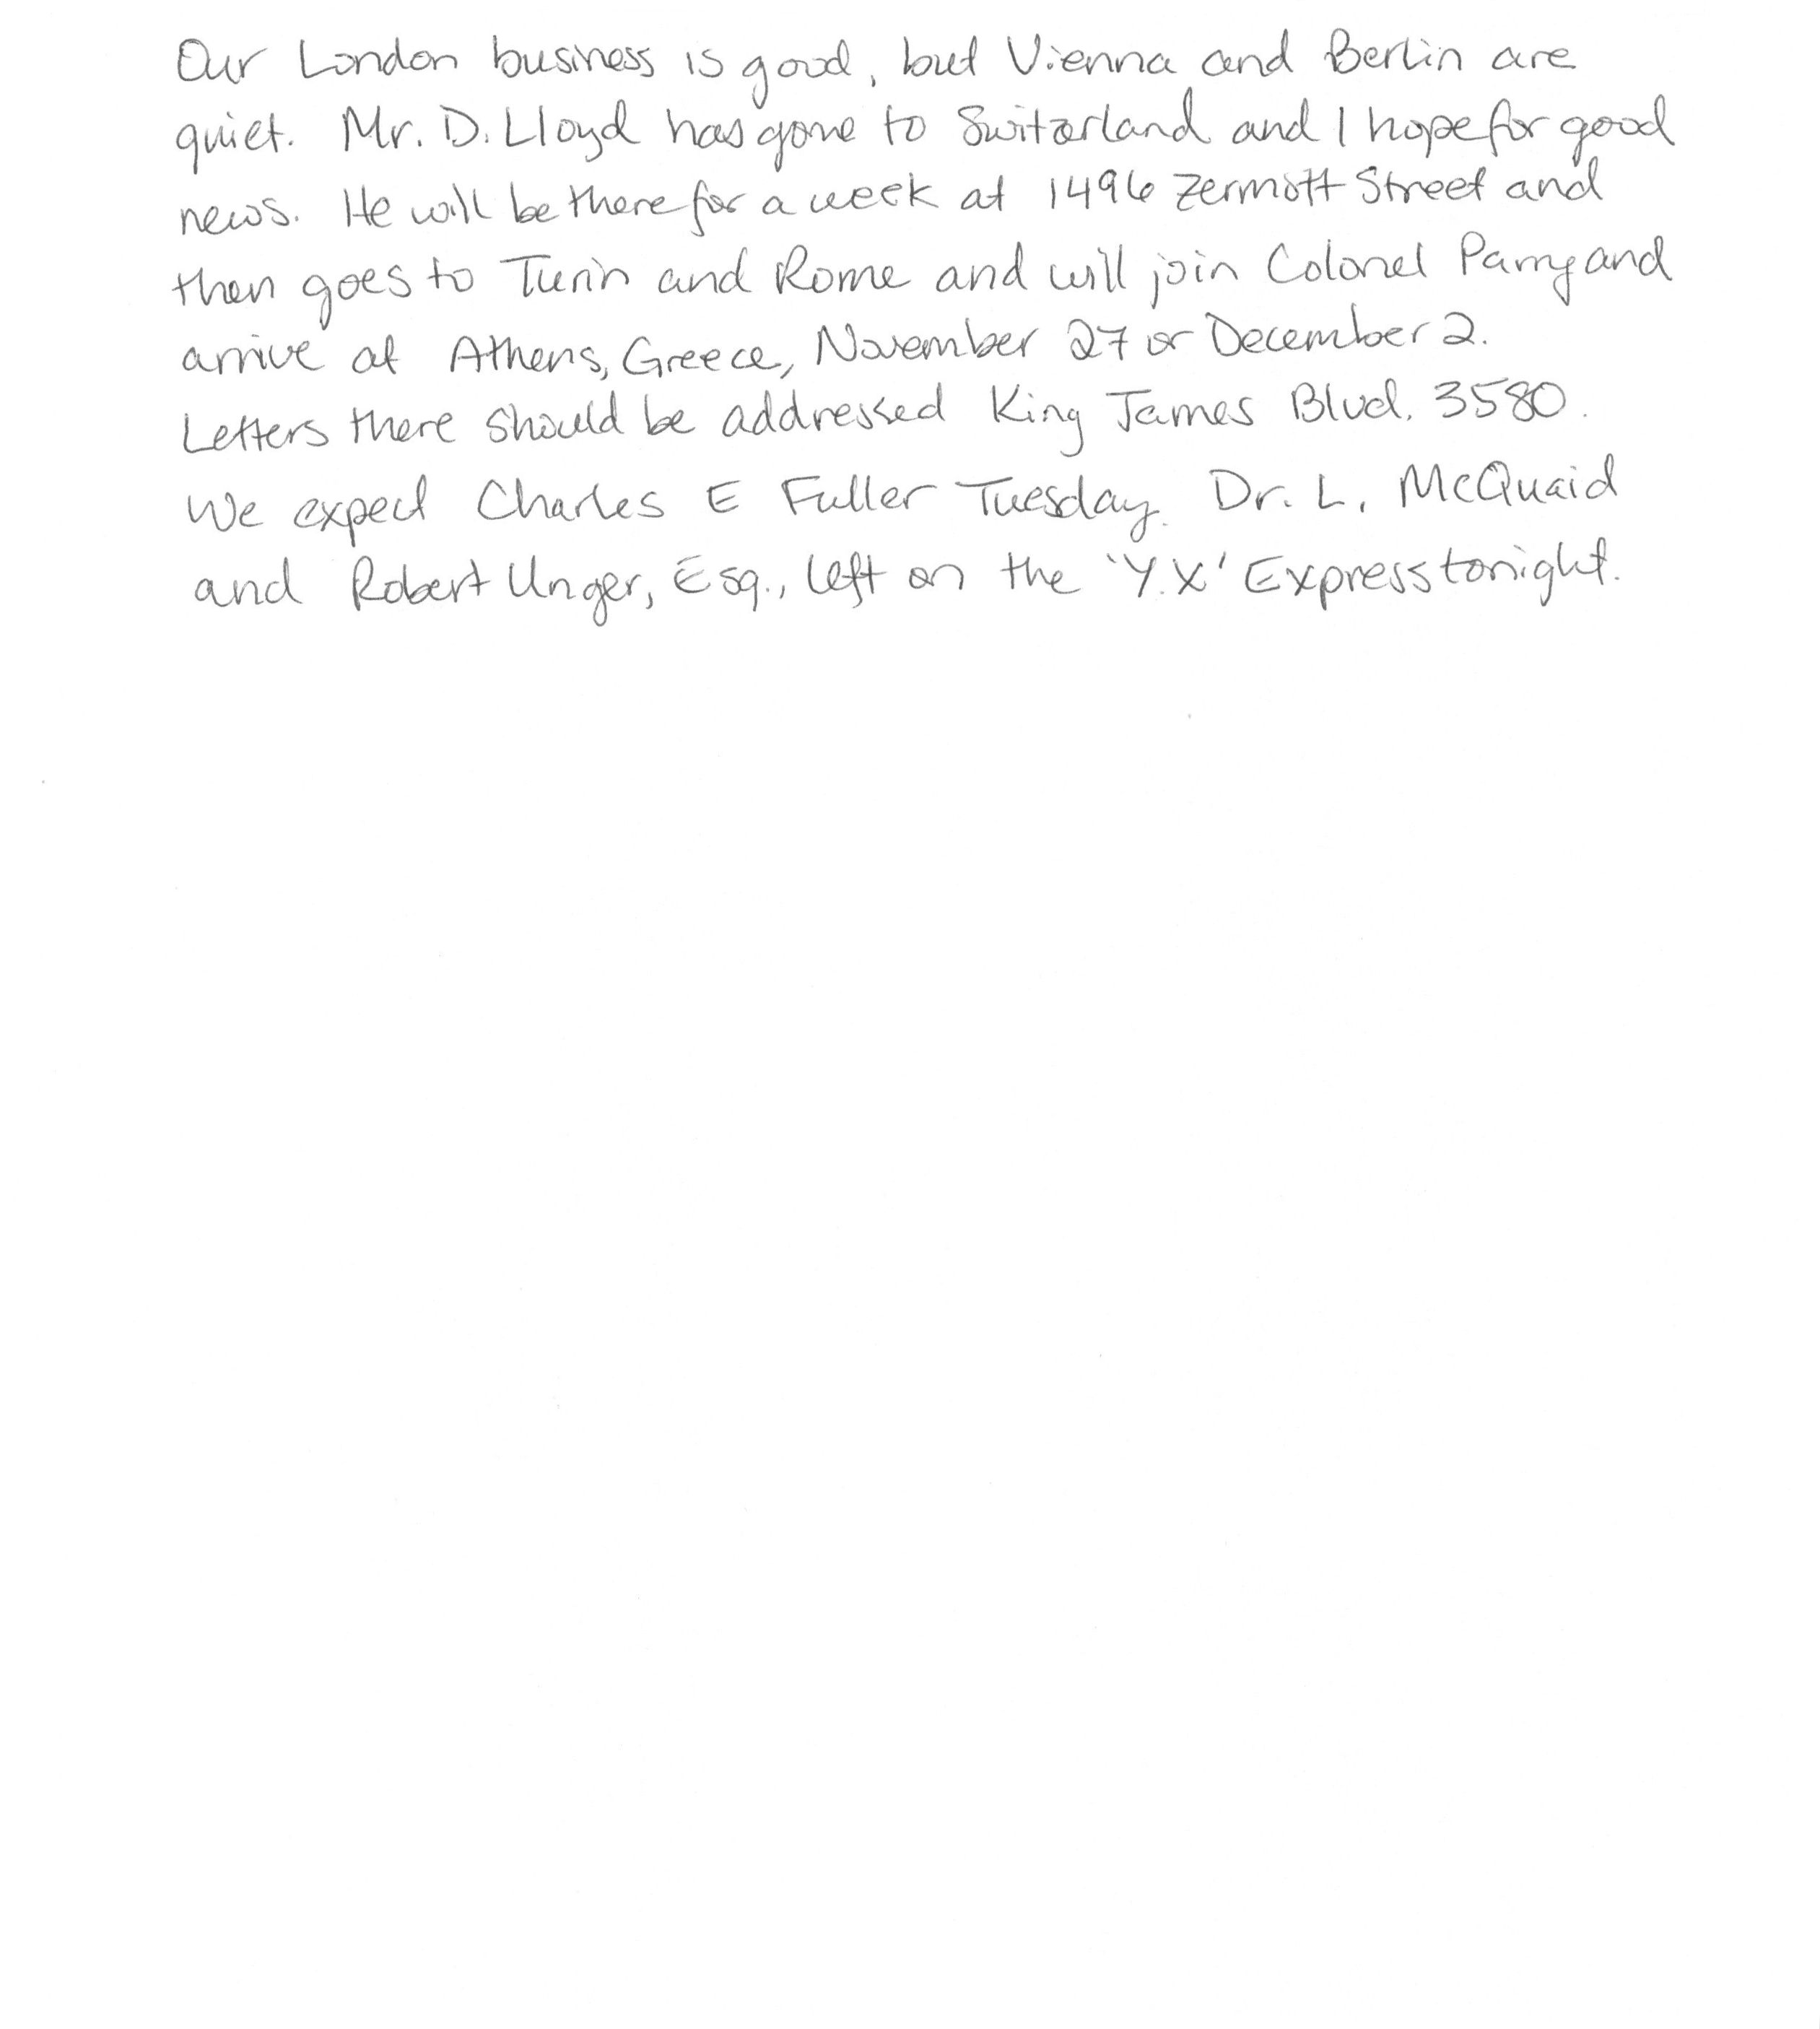 Our London business is good, but Vienna and Berlin are
quiet. Mr. D. Lloyd has gone to Switzerland and I hope for good
news. He will be there for a week at 1496 Zermott Street and
then goes to Turin and Rome and will join Colonel Parry and
arrive at Athens, Greece, November 27 or December 2.
Letters there should be addressed King James Blvd. 3580.
We expect Charles E Fuller Tuesday. Dr. L. McQuaid
and Robert Unger, Esq., left on the 'Y.X' Express tonight.